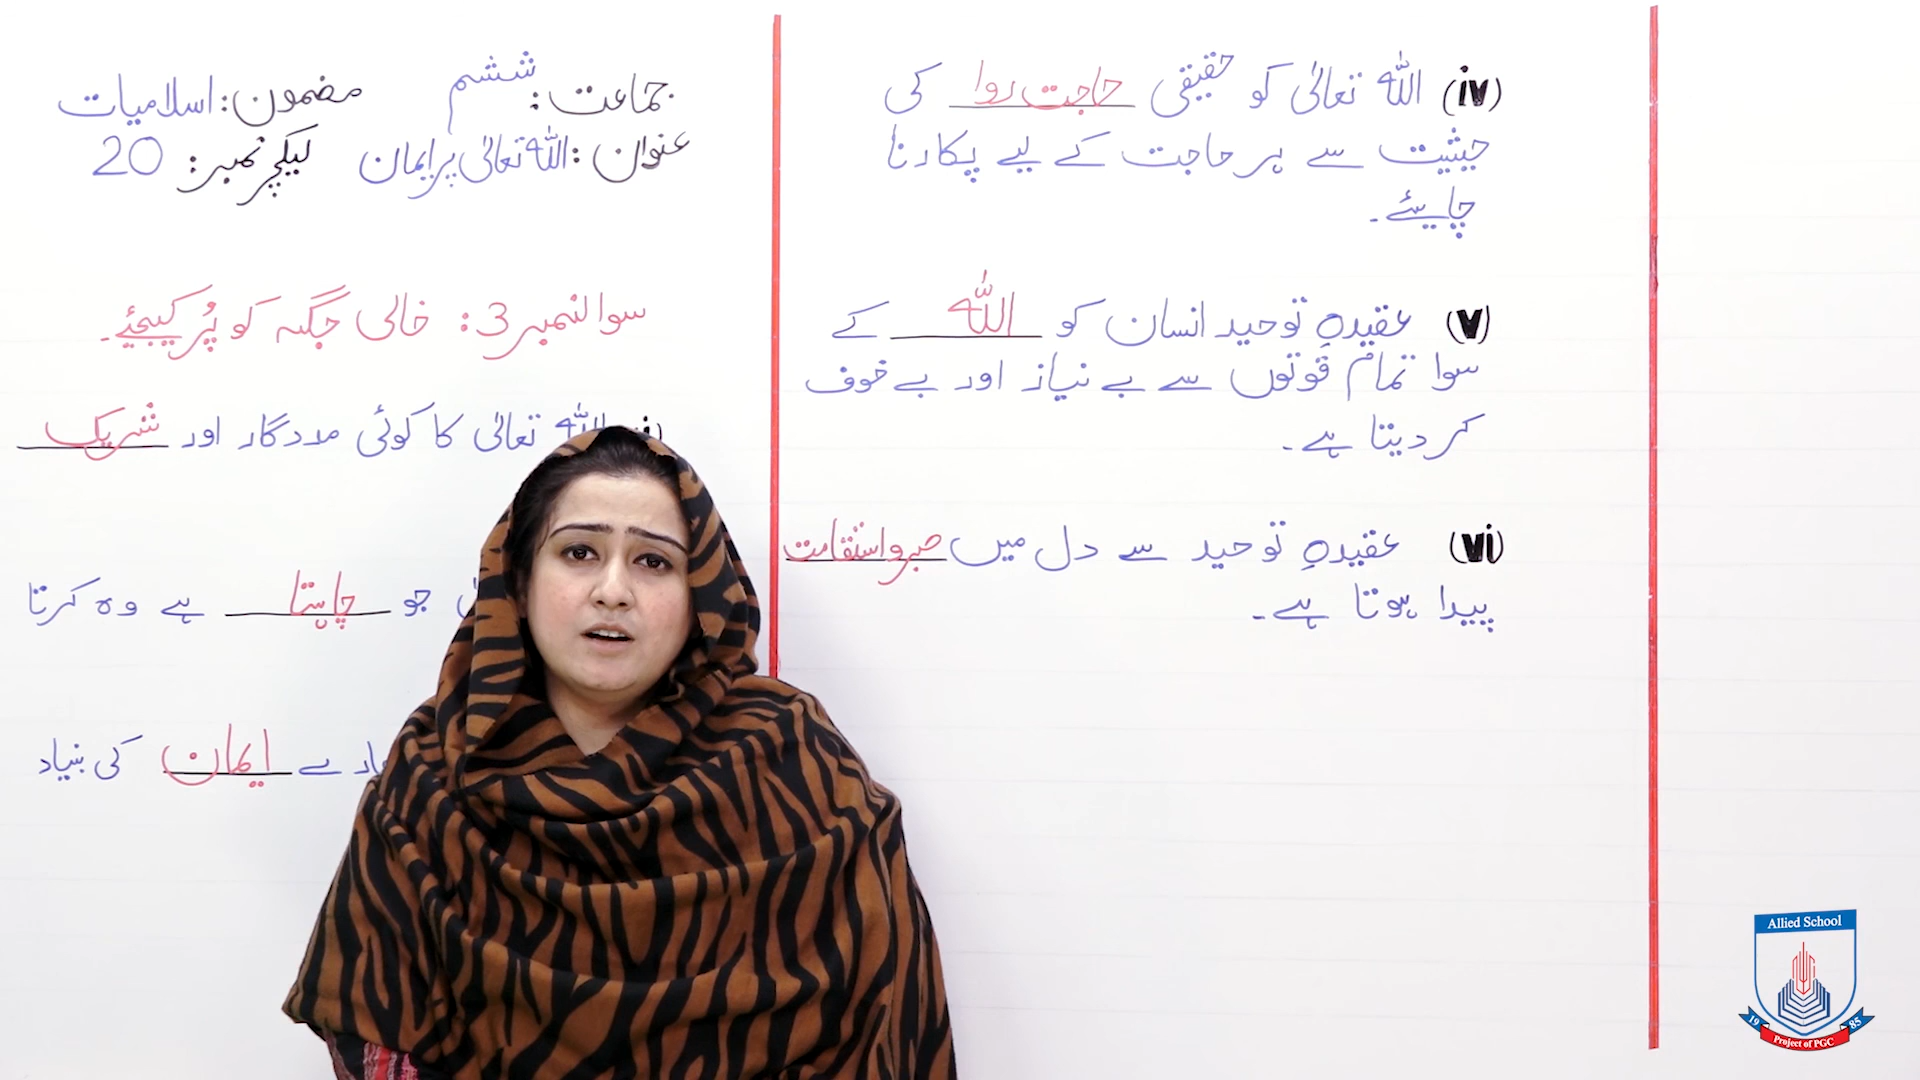 جماعت: ششم مضمون: اسلامیات
عنوان: اللہ تعالیٰ پر ایمان لیکچر نمبر: 20
سوالنمبر 3: خالی جگہ کو پُر کیجئے۔
اللہ تعالیٰ کا کوئی مددگار اور شریک
جو چاہتا ہے وہ کرتا
ایمان کی بنیاد
(iv) اللہ تعالیٰ کو حقیقی حاجت روا کی
حیثیت سے ہر حاجت کے لیے پکارنا
چاہیئے۔
(v) عقیدہِ توحید انسان کو اللہ کے
سوا تمام قوتوں سے بے نیاز اور بے خوف
کر دیتا ہے۔
(vi) عقیدہِ توحید سے دل میں صبر و استقامت
پیدا ہوتا ہے۔
Allied School
1985
Project of PGC